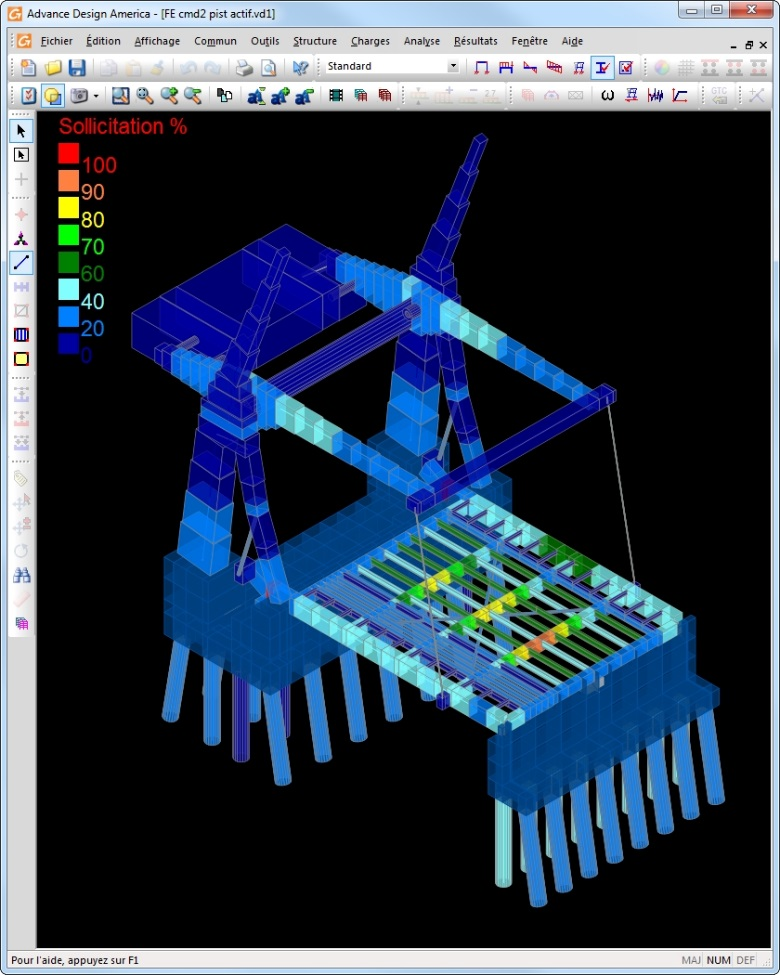 Advance Design America - [FE cmd2 pist actif.vd1]
Fichier Édition Affichage Commun Outils Structure Charges Analyse Résultats Fenêtre Aide
Standard
Sollicitation %
100
90
80
70
60
40
20
0
Pour l'aide, appuyez sur F1 MAJ NUM DEF